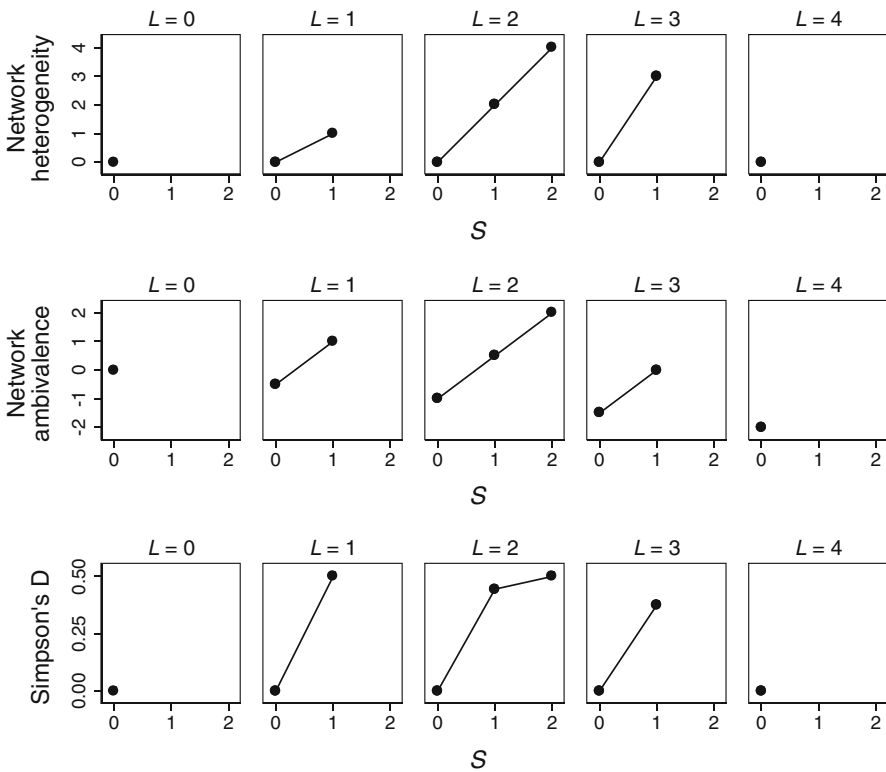 L = 0 L = 1 L = 2 L = 3 L = 4
Network
heterogeneity
4
3
2
1
0
0 1 2 0 1 2 0 1 2 0 1 2 0 1 2
S
L = 0 L = 1 L = 2 L = 3 L = 4
Network
ambivalence
2
1
0
-1
-2
0 1 2 0 1 2 0 1 2 0 1 2 0 1 2
S
L = 0 L = 1 L = 2 L = 3 L = 4
Simpson's D
0.50
0.25
0.00
0 1 2 0 1 2 0 1 2 0 1 2 0 1 2
S